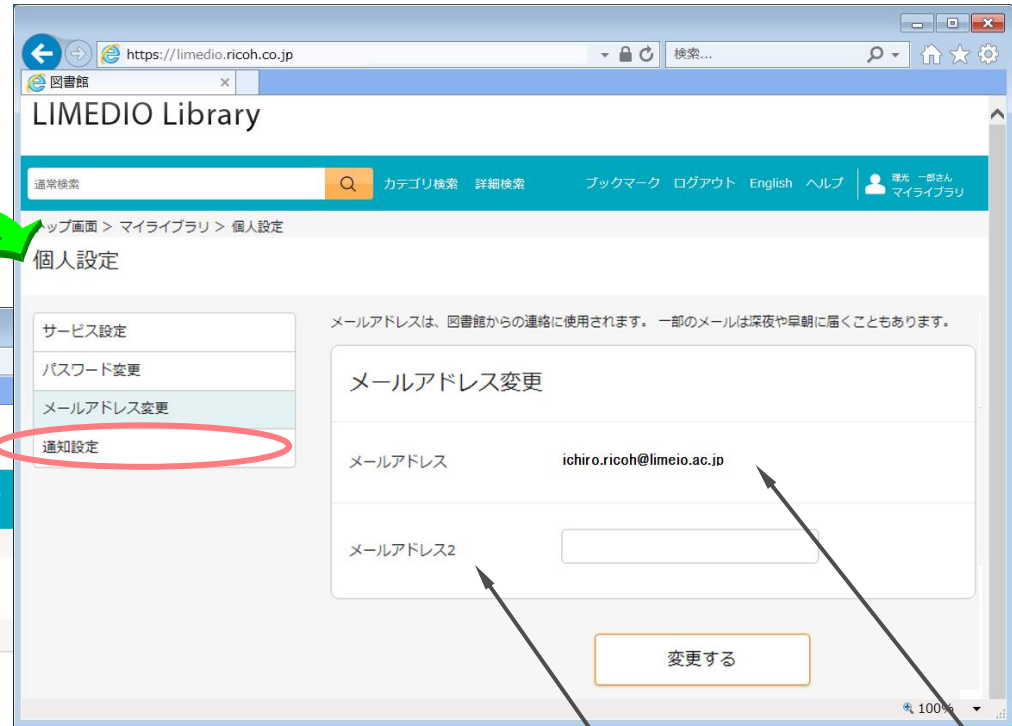 https://limedio.ricoh.co.jp
検索...
図書館
LIMEDIO Library
通常検索
カテゴリ検索 詳細検索 ブックマーク ログアウト English ヘルプ 理光 一郎さん
マイライブラリ
トップ画面 > マイライブラリ > 個人設定
個人設定
サービス設定
パスワード変更
メールアドレス変更
通知設定
メールアドレスは、図書館からの連絡に使用されます。 一部のメールは深夜や早朝に届くこともあります。
メールアドレス変更
メールアドレス ichiro.ricoh@limeio.ac.jp
メールアドレス2
変更する
100%